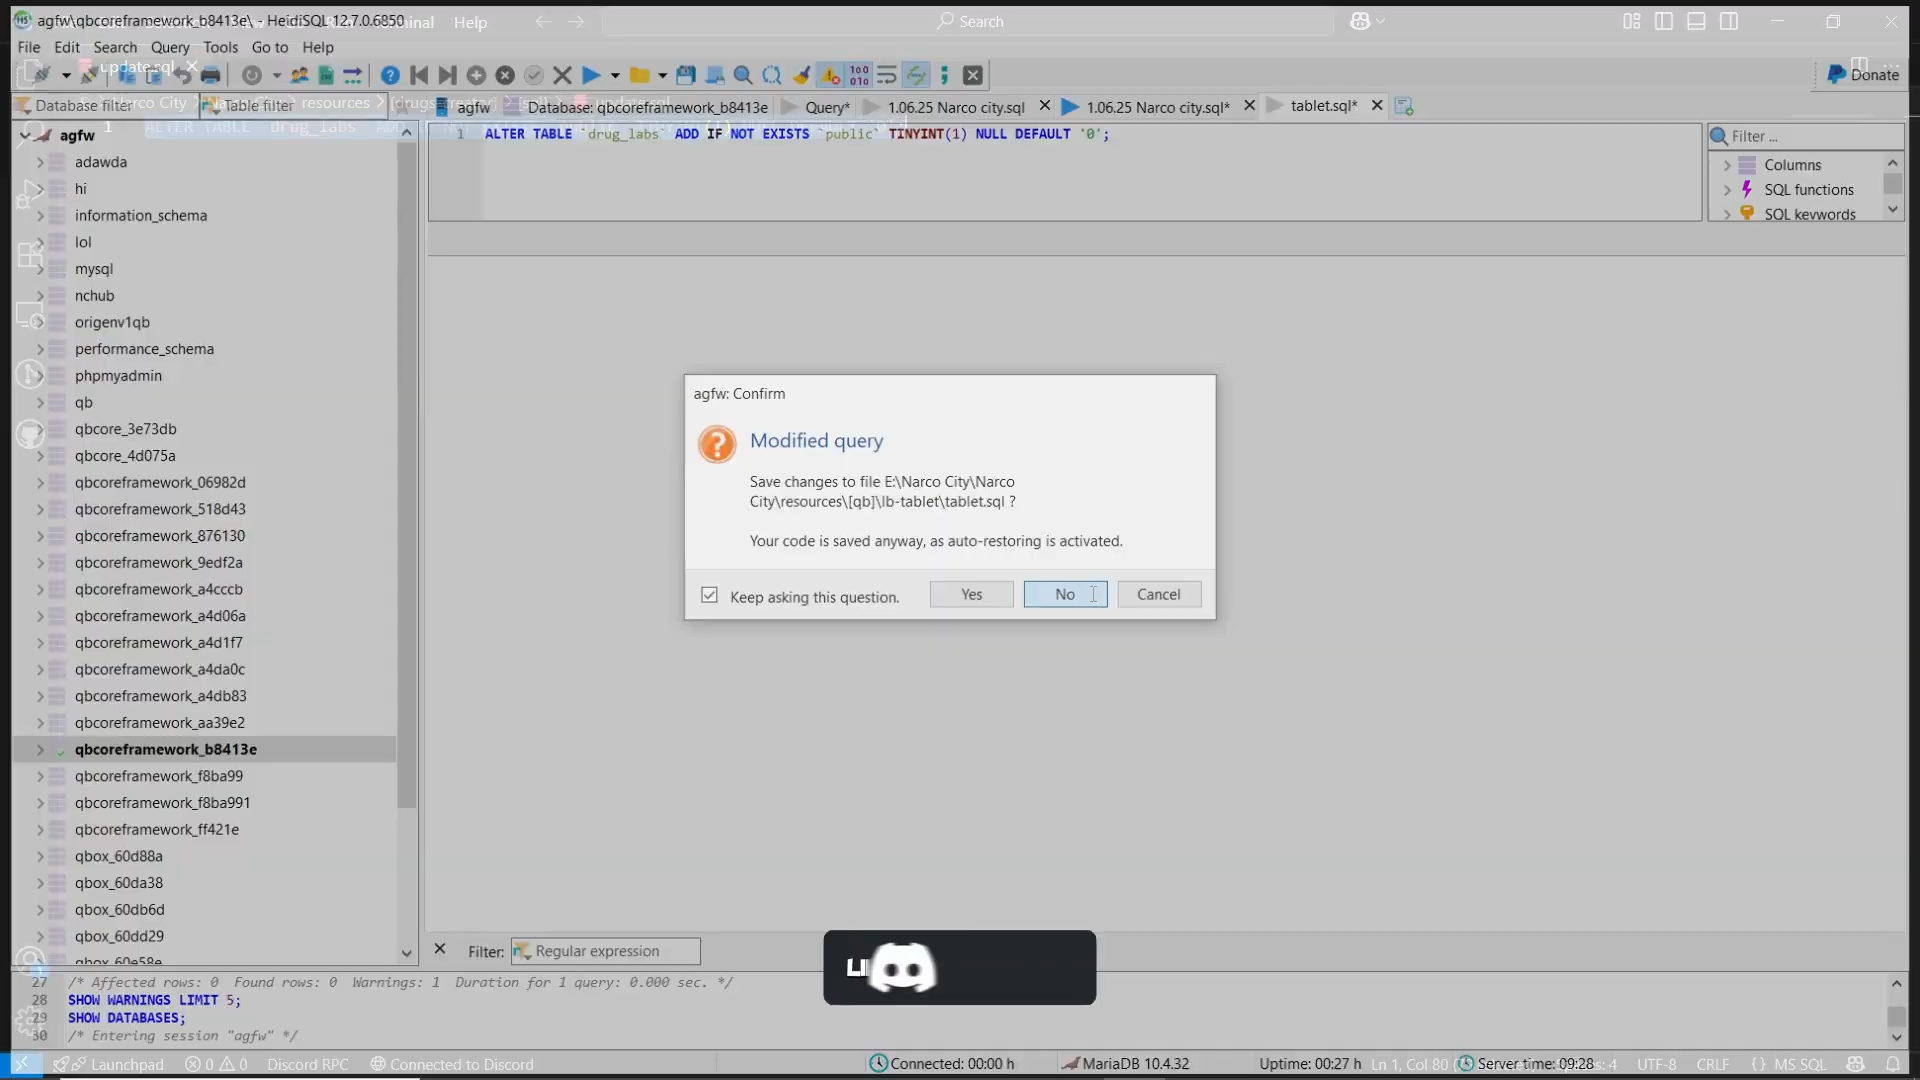 agfw\qbcoreframework_b8413e\ - HeidiSQL 12.7.0.6850
Help
Search
File Edit Search Query Tools Go to Help
update.sql
Donate
Database filter
Table filter
agfw
Database: qbcoreframework_b8413e
Query*
1.06.25 Narco city.sql
1.06.25 Narco city.sql*
tablet.sql*
1 ALTER TABLE `drug_labs` ADD IF NOT EXISTS `public` TINYINT(1) NULL DEFAULT '0';
Filter ...
Columns
SQL functions
SQL keywords
agfw
adawda
hi
information_schema
lol
mysql
nchub
origenv1qb
performance_schema
phpmyadmin
qb
qbcore_3e73db
qbcore_4d075a
qbcoreframework_06982d
qbcoreframework_518d43
qbcoreframework_876130
qbcoreframework_9edf2a
qbcoreframework_a4cccb
qbcoreframework_a4d06a
qbcoreframework_a4d1f7
qbcoreframework_a4da0c
qbcoreframework_a4db83
qbcoreframework_aa39e2
qbcoreframework_b8413e
qbcoreframework_f8ba99
qbcoreframework_f8ba991
qbcoreframework_ff421e
qbox_60d88a
qbox_60da38
qbox_60db6d
qbox_60dd29
qbox_60e58e
agfw: Confirm
Modified query
Save changes to file E:\Narco City\Narco
City\resources\[qb]\lb-tablet\tablet.sql ?
Your code is saved anyway, as auto-restoring is activated.
Keep asking this question.
Yes
No
Cancel
Filter:
Regular expression
27 /* Affected rows: 0 Found rows: 0 Warnings: 1 Duration for 1 query: 0.000 sec. */
28 SHOW WARNINGS LIMIT 5;
29 SHOW DATABASES;
30 /* Entering session "agfw" */
Launchpad
0
0
Discord RPC
Connected to Discord
Connected: 00:00 h
MariaDB 10.4.32
Uptime: 00:27 h
Ln 1, Col 80
Server time: 09:28
4
UTF-8
CRLF
{} MS SQL